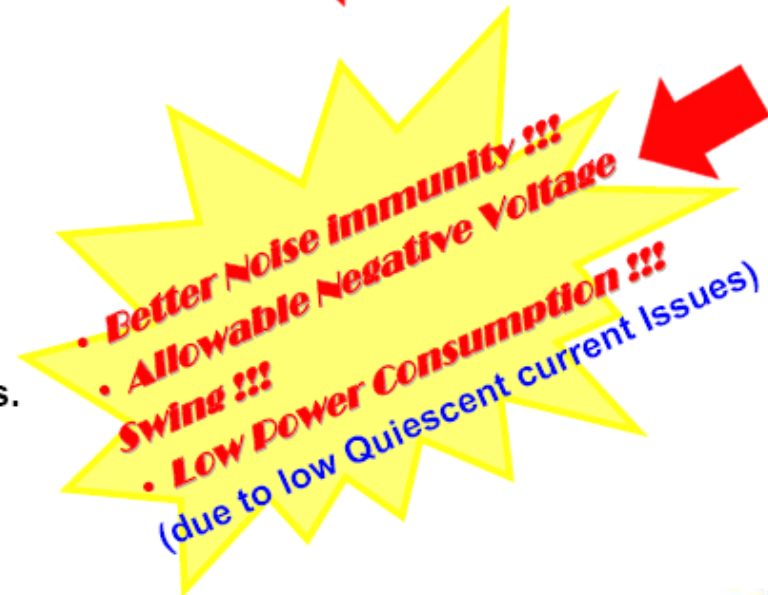 • Better Noise immunity !!!
• Allowable Negative Voltage
Swing !!!
• Low Power Consumption !!!
(due to low Quiescent current Issues)
s.